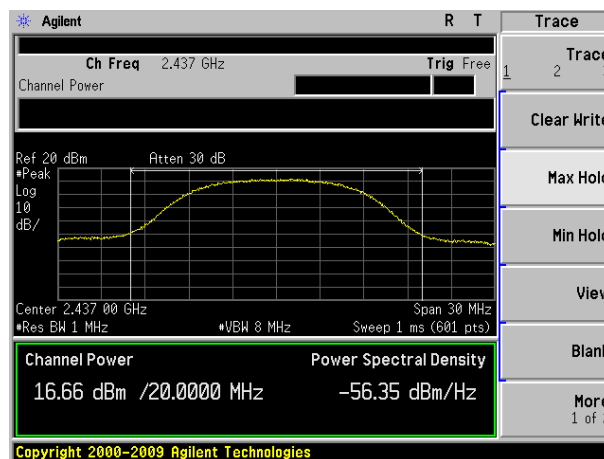 Agilent R T Trace
Ch Freq 2.437 GHz Trig Free
Channel Power
Trace
1 2
Clear Write
Max Hold
Min Hold
View
Blank
More
1 of
Ref 20 dBm Atten 30 dB
#Peak
Log
10
dB/
Center 2.437 00 GHz Span 30 MHz
#Res BW 1 MHz #VBW 8 MHz Sweep 1 ms (601 pts)
Channel Power Power Spectral Density
16.66 dBm /20.0000 MHz -56.35 dBm/Hz
Copyright 2000-2009 Agilent Technologies